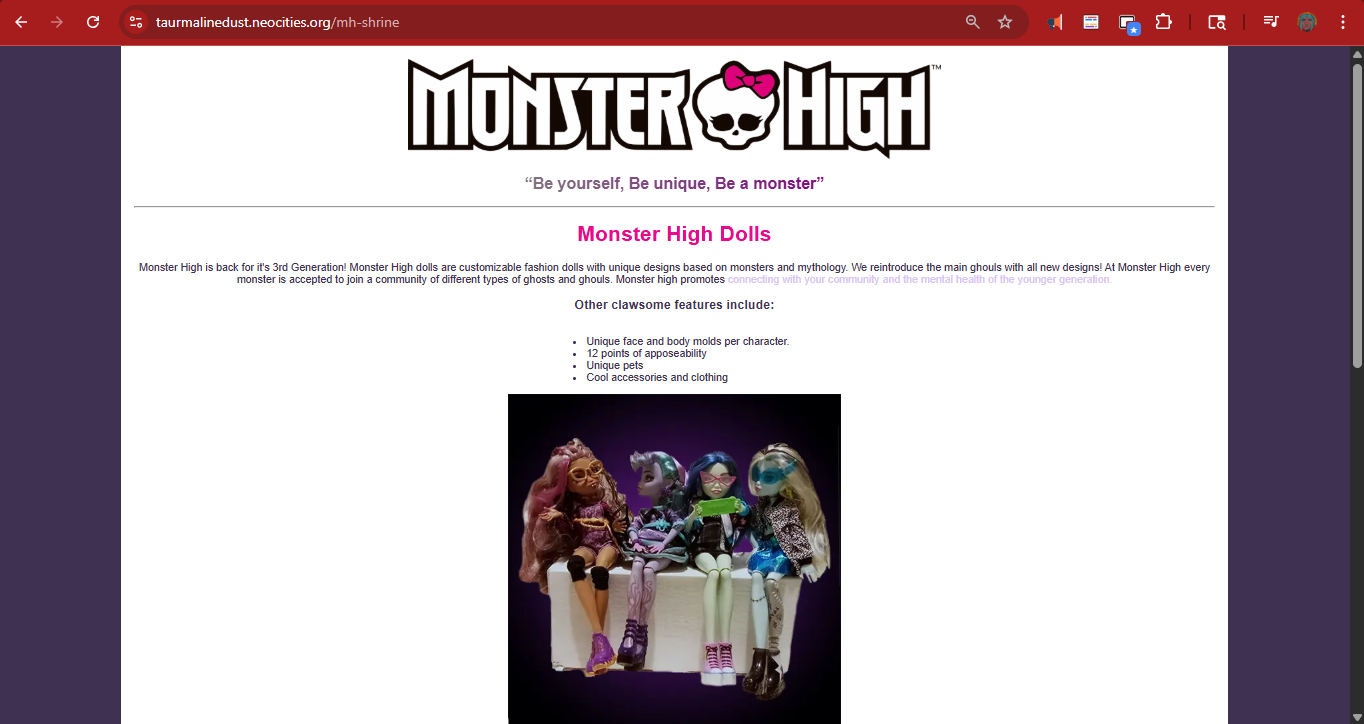 taurmalinedust.neocities.org/mh-shrine
MONSTER HIGH™
“Be yourself, Be unique, Be a monster”
Monster High Dolls
Monster High is back for it's 3rd Generation! Monster High dolls are customizable fashion dolls with unique designs based on monsters and mythology. We reintroduce the main ghouls with all new designs! At Monster High every
monster is accepted to join a community of different types of ghosts and ghouls. Monster high promotes connecting with your community and the mental health of the younger generation.
Other clawsome features include:
• Unique face and body molds per character.
• 12 points of apposeability
• Unique pets
• Cool accessories and clothing